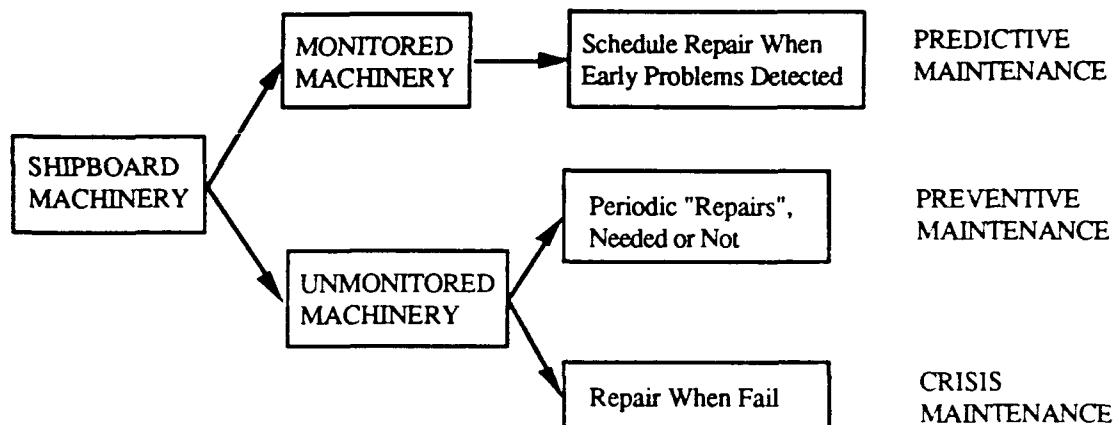 MONITORED
MACHINERY
Schedule Repair When
Early Problems Detected
PREDICTIVE
MAINTENANCE
SHIPBOARD
MACHINERY
Periodic "Repairs",
Needed or Not
PREVENTIVE
MAINTENANCE
UNMONITORED
MACHINERY
Repair When Fail
CRISIS
MAINTENANCE